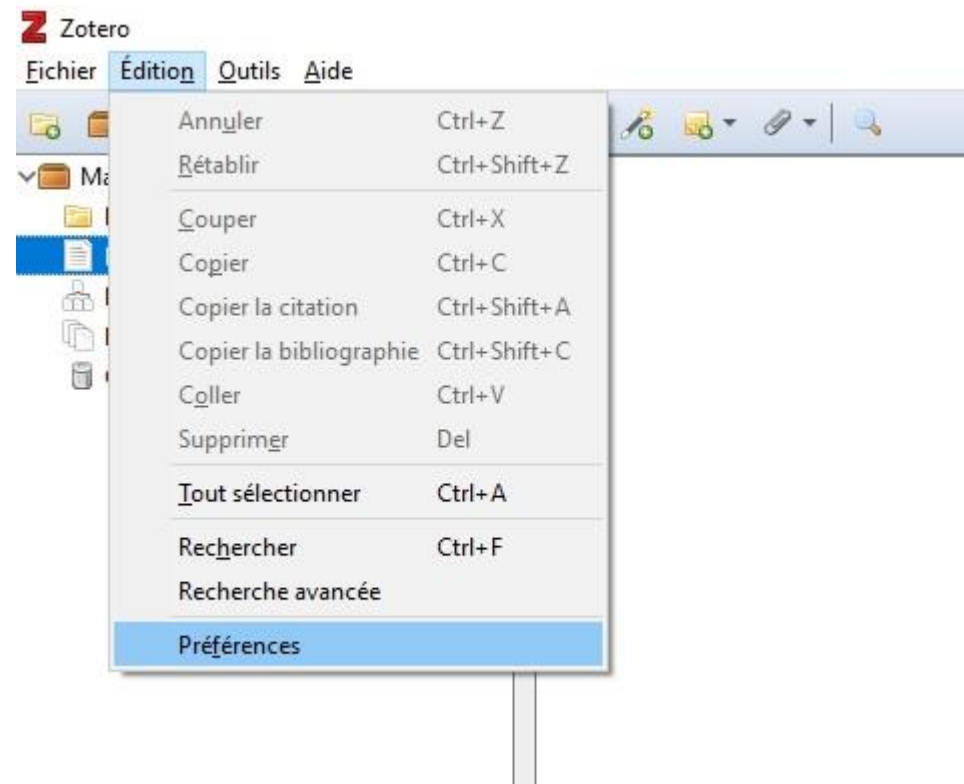 Zotero
Fichier Édition Outils Aide
Annuler Ctrl+Z
Rétablir Ctrl+Shift+Z
Ma
Couper Ctrl+X
Copier Ctrl+C
Copier la citation Ctrl+Shift+A
Copier la bibliographie Ctrl+Shift+C
Coller Ctrl+V
Supprimer Del
Tout sélectionner Ctrl+A
Rechercher Ctrl+F
Recherche avancée
Préférences